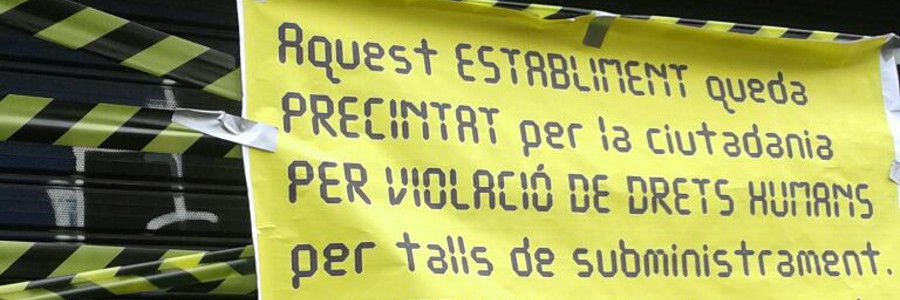 Aquest ESTABLIMENT queda
PRECINTAT per la ciutadania
PER VIOLACIÓ DE DRETS HUMANS
per talls de subministrament.